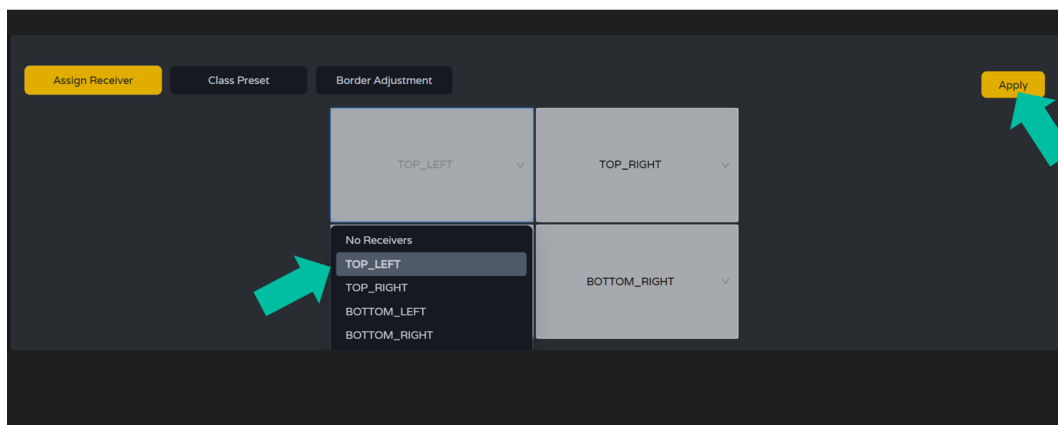 Assign Receiver
Class Preset
Border Adjustment
Apply
TOP_LEFT
TOP_RIGHT
No Receivers
TOP_LEFT
TOP_RIGHT
BOTTOM_LEFT
BOTTOM_RIGHT
BOTTOM_RIGHT